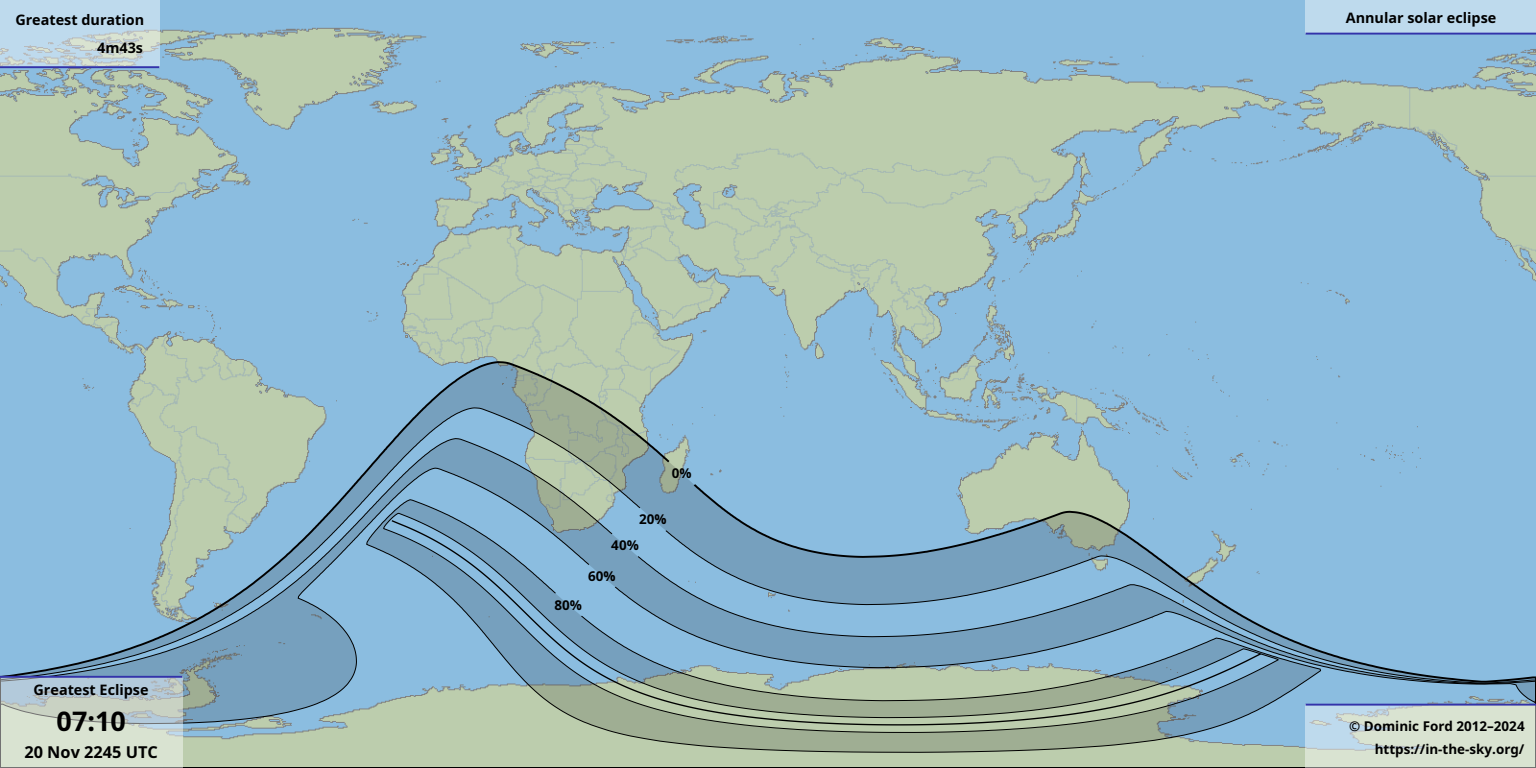 Greatest duration
4m43s
Annular solar eclipse
0%
20%
40%
60%
80%
Greatest Eclipse
07:10
20 Nov 2245 UTC
© Dominic Ford 2012–2024
https://in-the-sky.org/